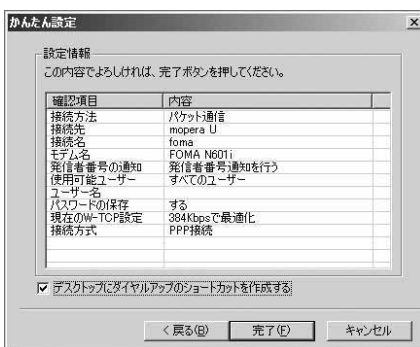 かんたん設定
設定情報
この内容でよろしければ、完了ボタンを押してください。
確認項目 内容
接続方法 パケット通信
接続先 mopera U
接続名 foma
モデム名 FOMA N601i
発信者番号の通知 発信者番号通知を行う
使用可能ユーザー すべてのユーザー
ユーザー名
パスワードの保存 する
現在のW-TCP設定 384Kbpsで最適化
接続方式 PPP接続
デスクトップにダイヤルアップのショートカットを作成する
< 戻る(B) 完了(F) キャンセル